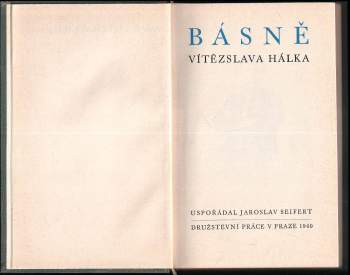 BÁSNĚ
VÍTĚZSLAVA HÁLKA
USPOŘÁDAL JAROSLAV SEIFERT
DRUŽSTEVNÍ PRÁCE V PRAZE 1940